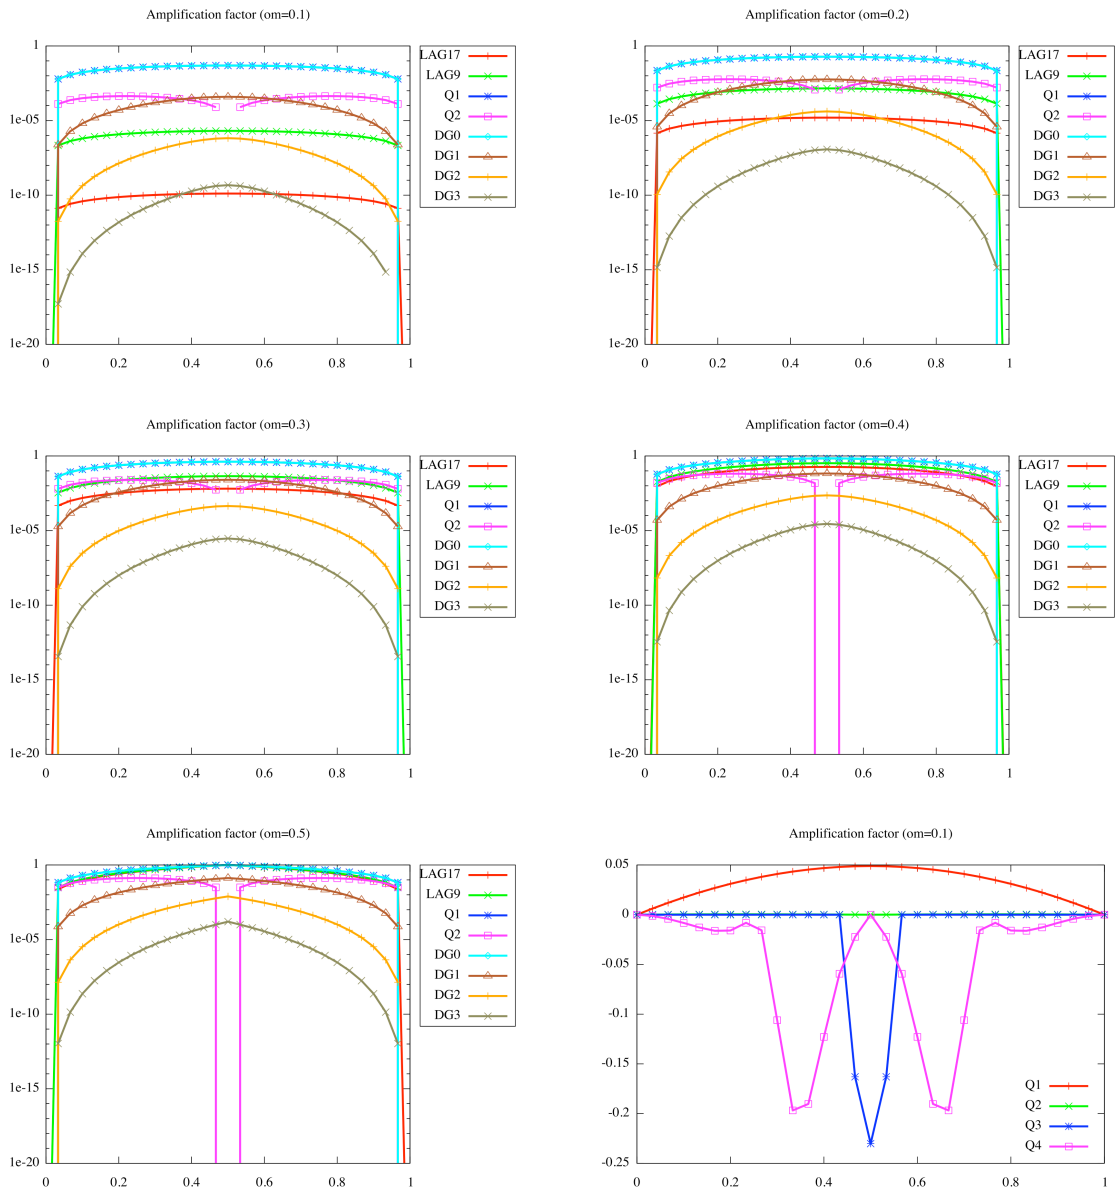 Amplification factor (om=0.1)
1
1e-05
1e-10
1e-15
1e-20
0
0.2
0.4
0.6
0.8
1
LAG17
LAG9
Q1
Q2
DG0
DG1
DG2
DG3
Amplification factor (om=0.2)
1
1e-05
1e-10
1e-15
1e-20
0
0.2
0.4
0.6
0.8
1
LAG17
LAG9
Q1
Q2
DG0
DG1
DG2
DG3
Amplification factor (om=0.3)
1
1e-05
1e-10
1e-15
1e-20
0
0.2
0.4
0.6
0.8
1
LAG17
LAG9
Q1
Q2
DG0
DG1
DG2
DG3
Amplification factor (om=0.4)
1
1e-05
1e-10
1e-15
1e-20
0
0.2
0.4
0.6
0.8
1
LAG17
LAG9
Q1
Q2
DG0
DG1
DG2
DG3
Amplification factor (om=0.5)
1
1e-05
1e-10
1e-15
1e-20
0
0.2
0.4
0.6
0.8
1
LAG17
LAG9
Q1
Q2
DG0
DG1
DG2
DG3
Amplification factor (om=0.1)
0.05
0
-0.05
-0.1
-0.15
-0.2
-0.25
0
0.2
0.4
0.6
0.8
1
Q1
Q2
Q3
Q4